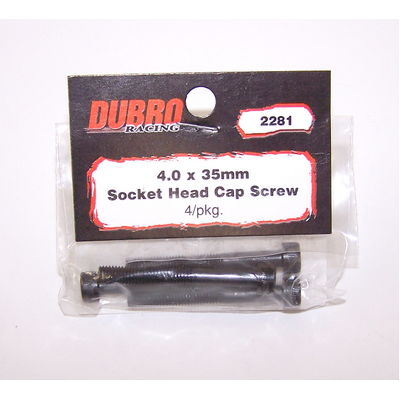 DUBRO
RACING
2281
4.0 x 35mm
Socket Head Cap Screw
4/pkg.